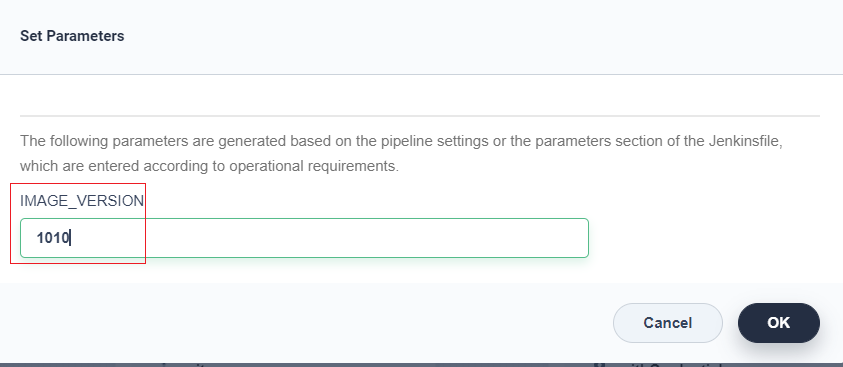 Set Parameters
The following parameters are generated based on the pipeline settings or the parameters section of the Jenkinsfile,
which are entered according to operational requirements.
IMAGE_VERSION
1010
Cancel
OK